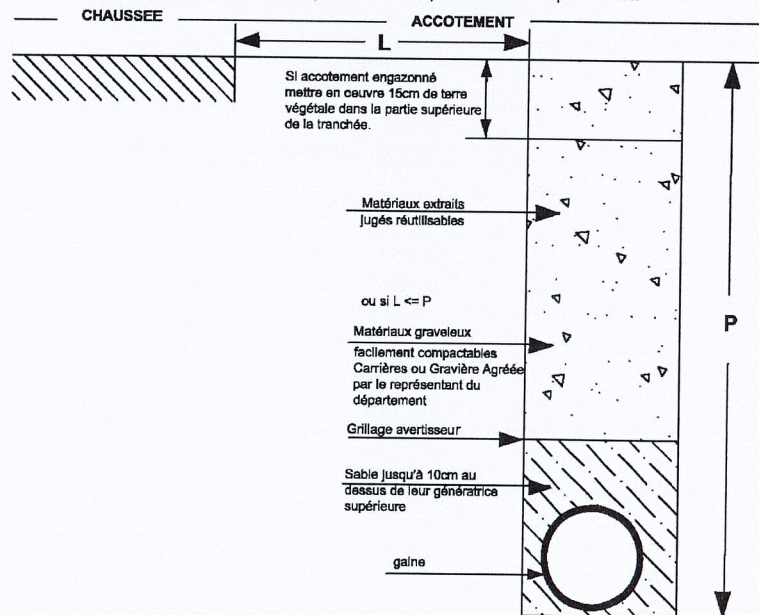 CHAUSSEE
ACCOTEMENT
L
Si accotement engazonné
mettre en oeuvre 15cm de terre
végétale dans la partie supérieure
de la tranchée.
Matériaux extraits
jugés réutilisables
ou si L <= P
P
Matériaux graveleux
facilement compactables
Carrières ou Gravière Agréée
par le représentant du
département
Grillage avertisseur
Sable jusqu'à 10cm au
dessus de leur génératrice
supérieure
gaine